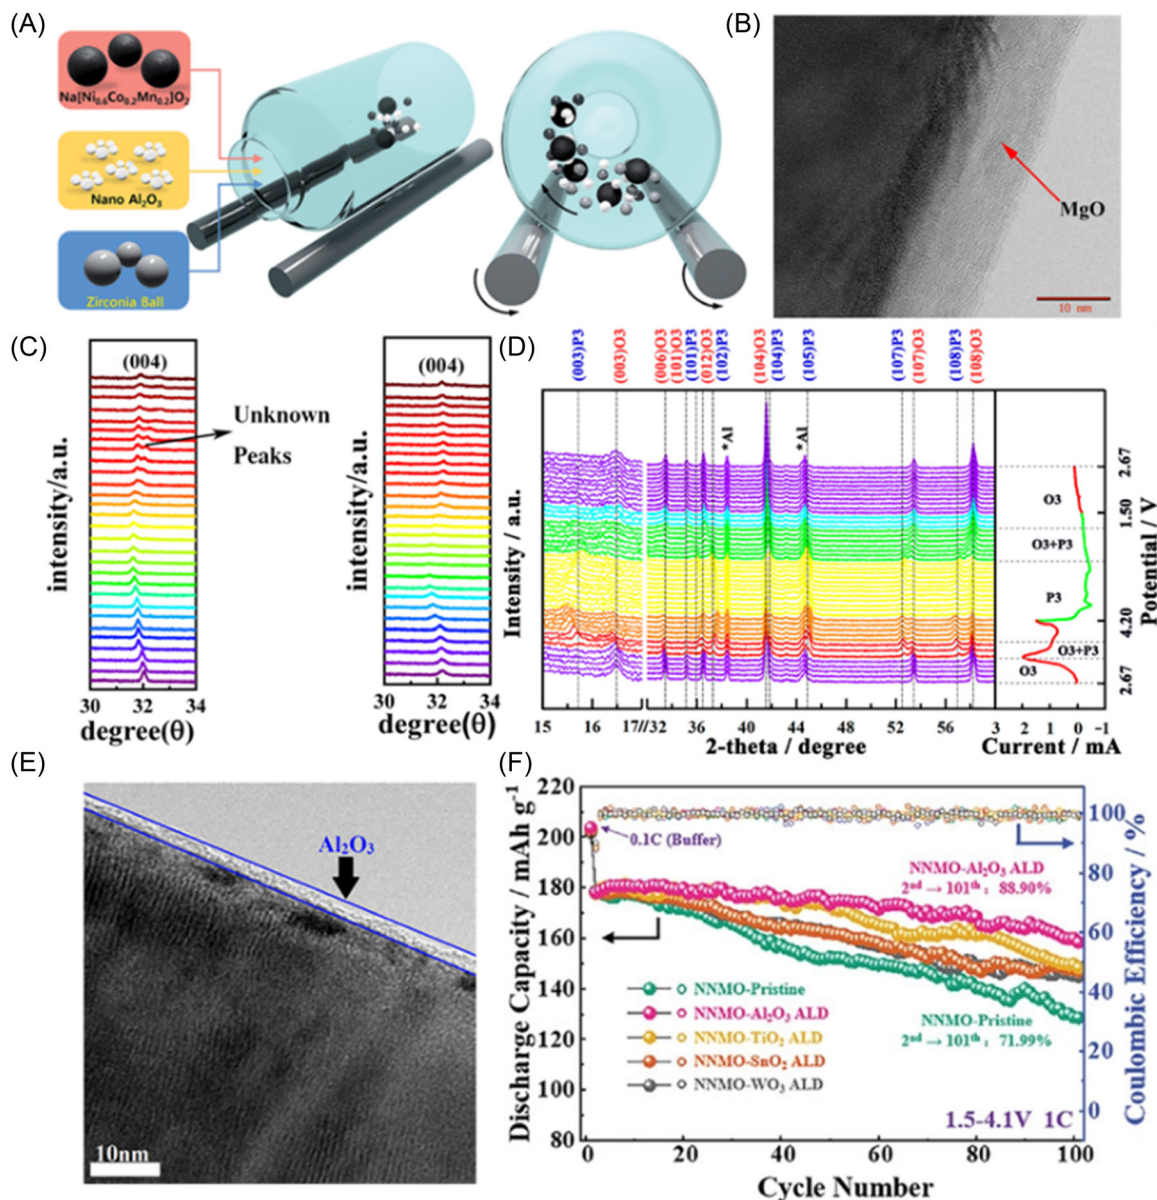 (A)
Na[Ni0.6Co0.2Mn0.2]O2
Nano Al2O3
Zirconia Ball
(B)
MgO
10 nm
(C)
30 32 34
(004)
Unknown
Peaks
intensity/a.u.
30 32 34
degree(θ)
(004)
intensity/a.u.
30 32 34
degree(θ)
(D)
(003)P3
(003)O3
(006)O3
(101)O3
(101)P3
(012)O3
(102)P3
(104)O3
(104)P3
(105)P3
(107)P3
(107)O3
(108)P3
(108)O3
*Al
*Al
Intensity / a.u.
15 16 17//32 36 40 44 48 52 56
2-theta / degree
O3
O3+P3
P3
O3+P3
O3
2.67
1.50
4.20
2.67
Potential / V
3 2 1 0 -1
Current / mA
(E)
Al2O3
10nm
(F)
220
200
180
160
140
120
100
80
Discharge Capacity / mAh g-1
0.1C (Buffer)
NNMO-Al2O3 ALD
2nd → 101th : 88.90%
NNMO-Pristine
NNMO-Al2O3 ALD
NNMO-TiO2 ALD
NNMO-SnO2 ALD
NNMO-WO3 ALD
NNMO-Pristine
2nd → 101th : 71.99%
1.5-4.1V 1C
100
80
60
40
20
0
Coulombic Efficiency / %
0 20 40 60 80 100
Cycle Number